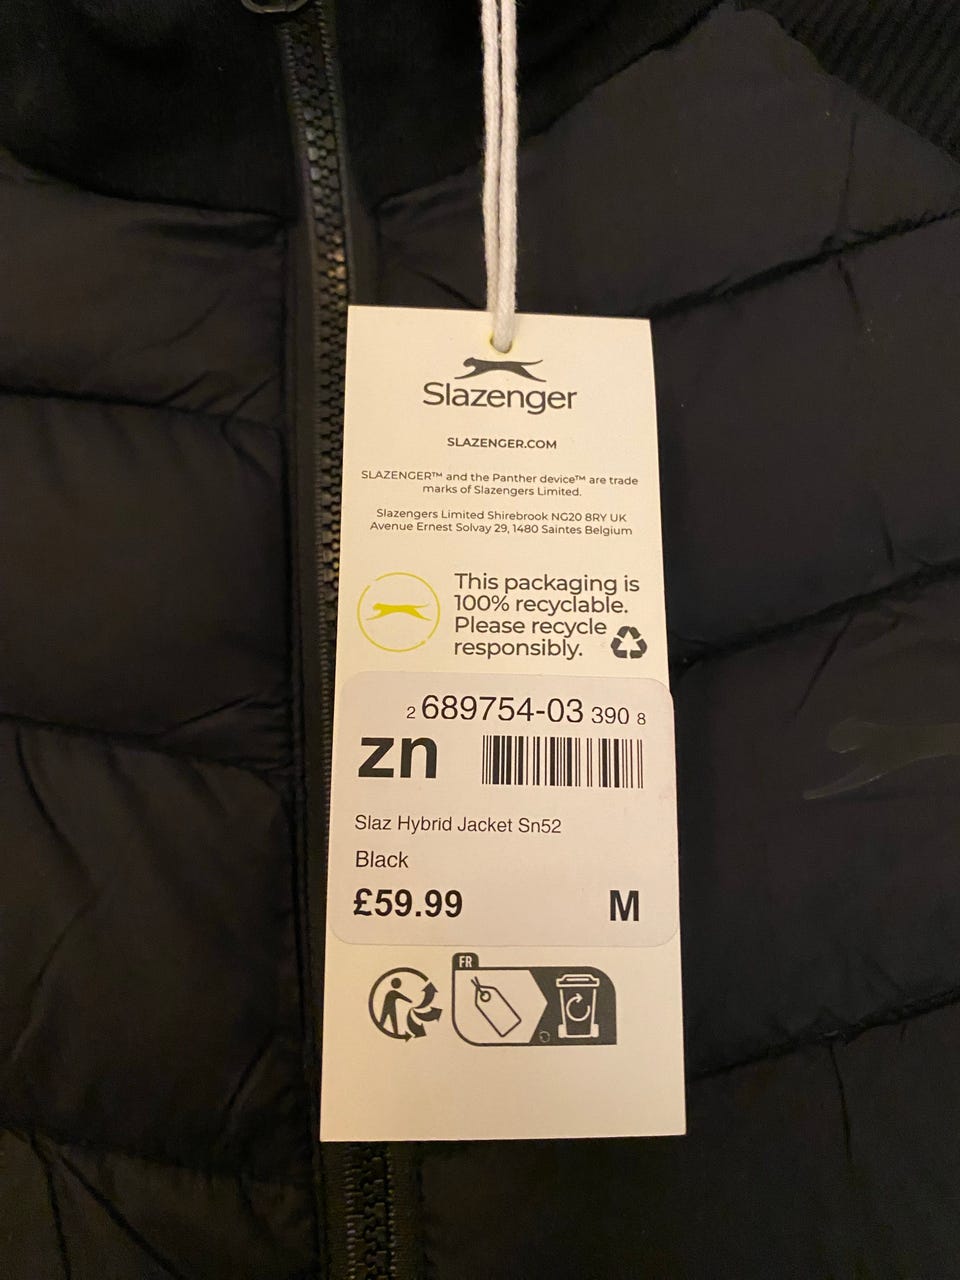 Slazenger
SLAZENGER.COM
SLAZENGER™ and the Panther device™ are trade
marks of Slazengers Limited.
Slazengers Limited Shirebrook NG20 8RY UK
Avenue Ernest Solvay 29, 1480 Saintes Belgium
This packaging is
100% recyclable.
Please recycle
responsibly.
2 689754-03 390 8
zn
Slaz Hybrid Jacket Sn52
Black
£59.99 M
FR